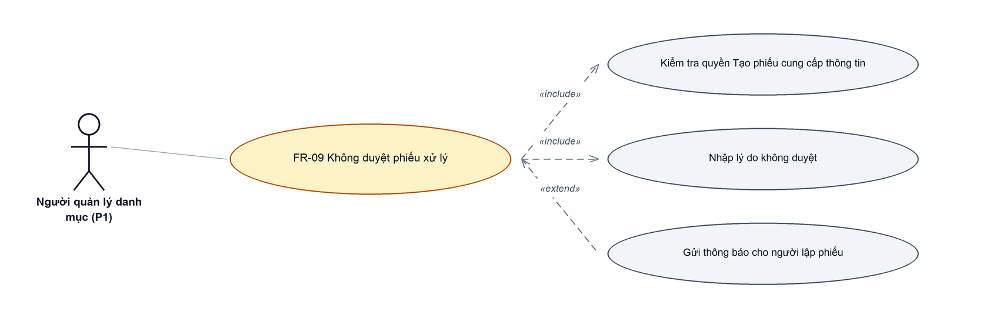 Kiểm tra quyền Tạo phiếu cung cấp thông tin
«include»
«include»
FR-09 Không duyệt phiếu xử lý
Nhập lý do không duyệt
«extend»
Người quản lý danh
mục (P1)
Gửi thông báo cho người lập phiếu